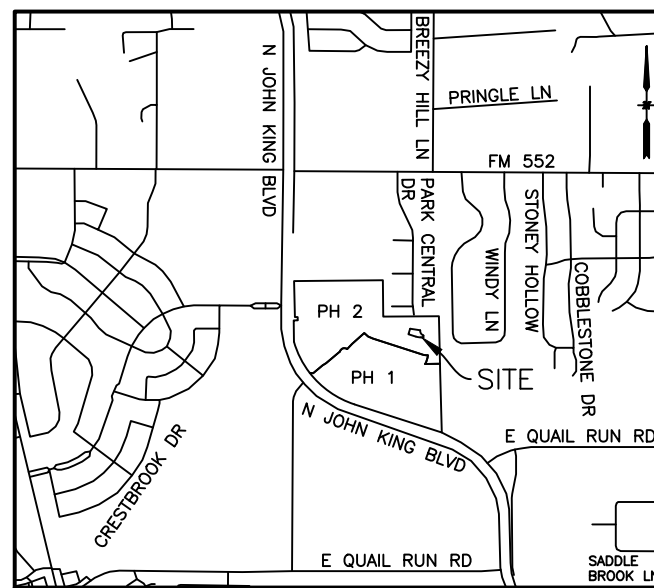 N JOHN KING BLVD
BREEZY HILL LN
PRINGLE LN
FM 552
PARK CENTRAL
DR
WINDY LN
STONEY HOLLOW
COBBLESTONE DR
PH 2
PH 1
SITE
N JOHN KING BLVD
CRESTBROOK DR
E QUAIL RUN RD
E QUAIL RUN RD
SADDLE
BROOK LN